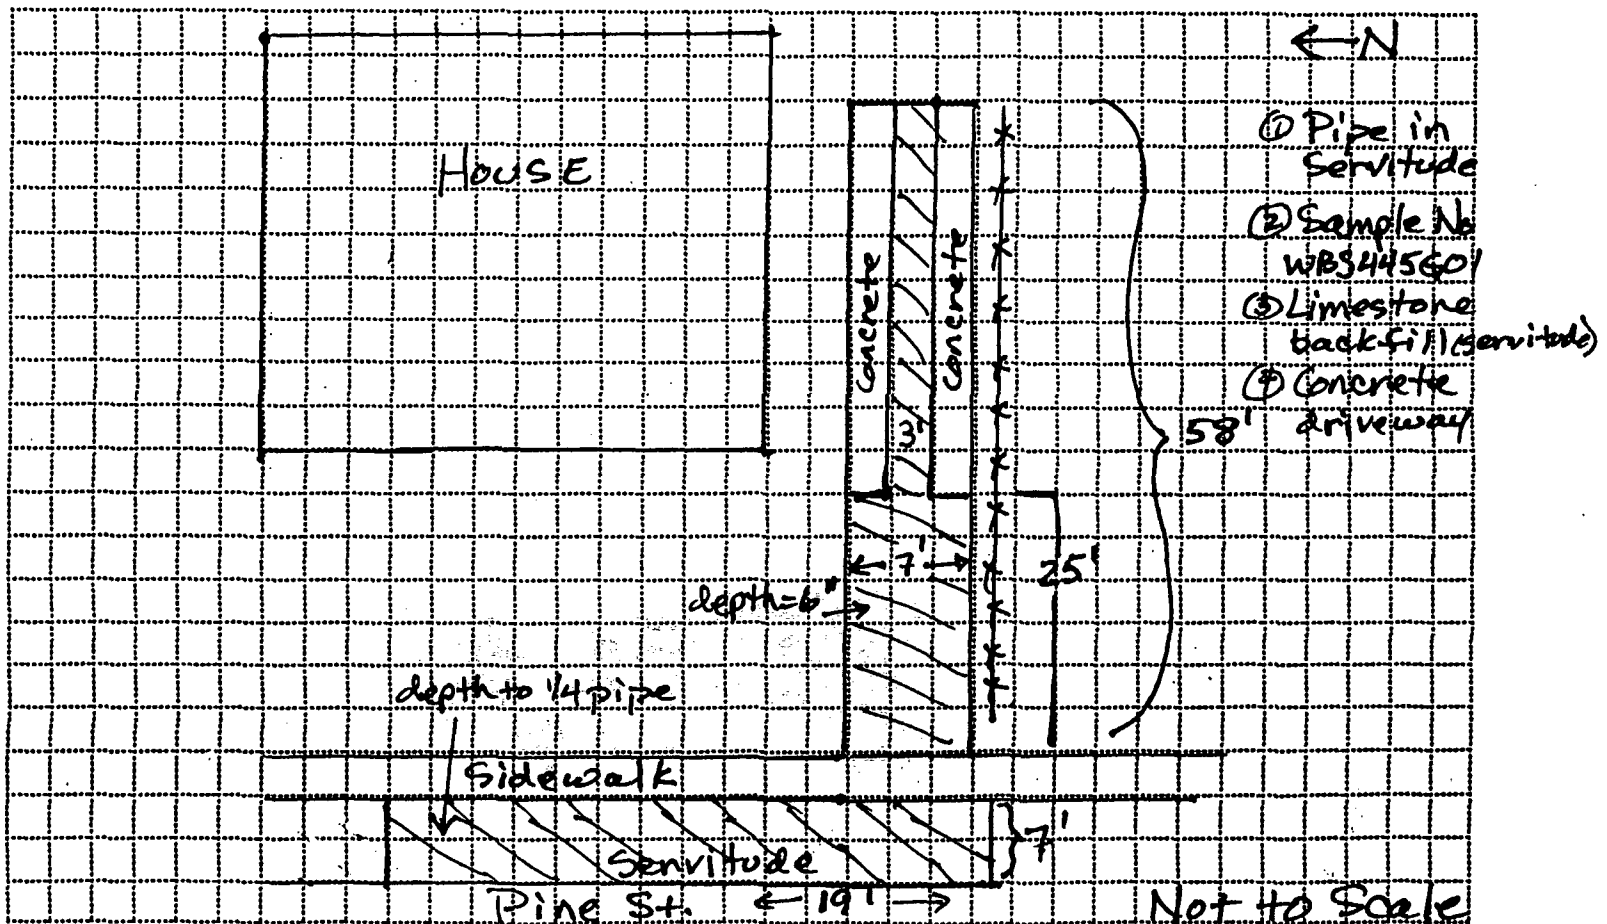 ←N
① Pipe in
Servitude
② Sample No
WBS445G01
③ Limestone
backfill (servitude)
④ Concrete
driveway
HOUSE
Concrete
Concrete
3'
58'
← 7' →
25'
depth=6"
depth to 1/4 pipe
Sidewalk
Servitude
7'
Pine St.
← 19' →
Not to Scale